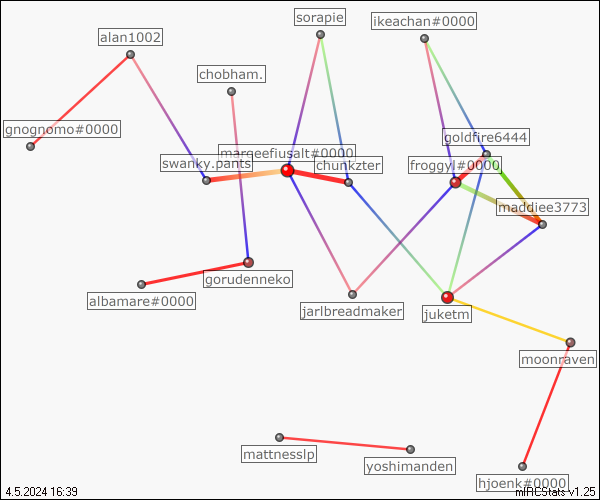 sorapie
ikeachan#0000
alan1002
chobham.
gnognomo#0000
goldfire6444
marqeefiusalt#0000
swanky.pants
chunkzter
froggyl#0000
maddiee3773
gorudenneko
albamare#0000
jarlbreadmaker
juketm
moonraven
mattnesslp
yoshimanden
hjoenk#0000
4.5.2024 16:39
mIRCStats v1.25